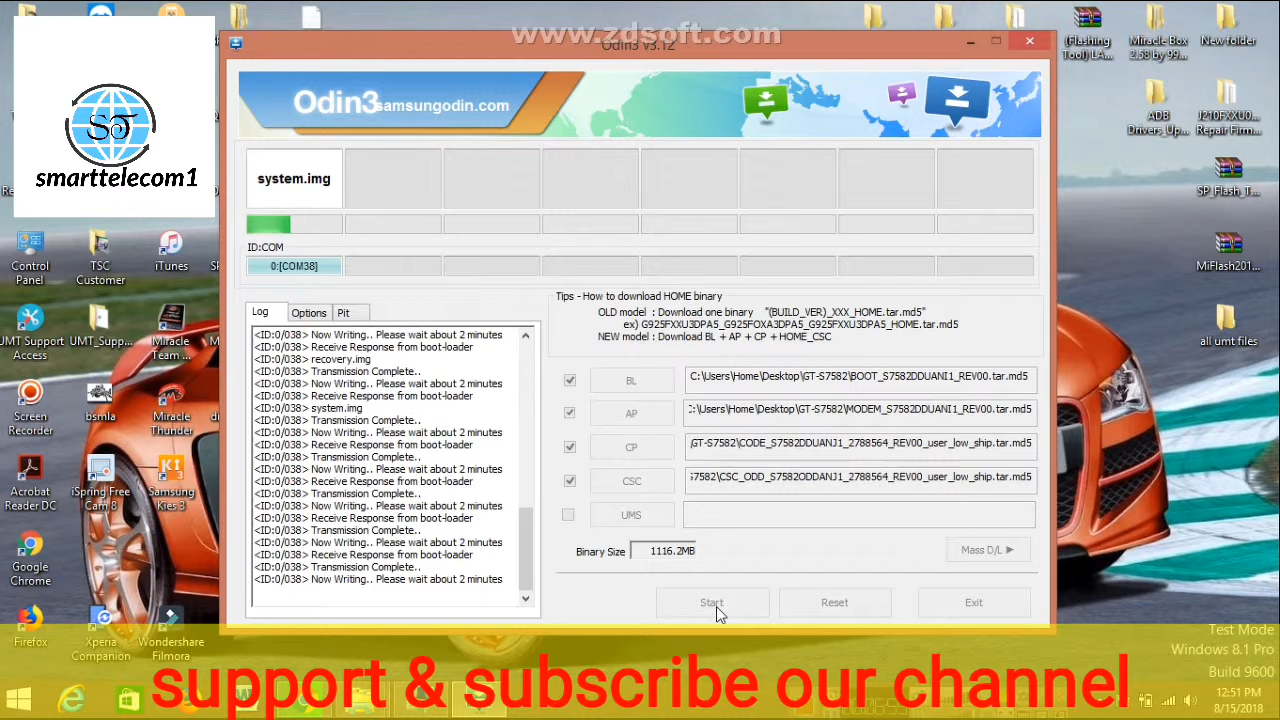 www.zdsoft.com
Odin3 v3.12
Odin3
samsungodin.com
SOT
smarttelecom1
system.img
ID:COM
0:[COM38]
Log
Options
Pit
<ID:0/038> Now Writing.. Please wait about 2 minutes
<ID:0/038> Receive Response from boot-loader
<ID:0/038> recovery.img
<ID:0/038> Transmission Complete..
<ID:0/038> Now Writing.. Please wait about 2 minutes
<ID:0/038> Receive Response from boot-loader
<ID:0/038> system.img
<ID:0/038> Transmission Complete..
<ID:0/038> Now Writing.. Please wait about 2 minutes
<ID:0/038> Receive Response from boot-loader
<ID:0/038> Transmission Complete..
<ID:0/038> Now Writing.. Please wait about 2 minutes
<ID:0/038> Receive Response from boot-loader
<ID:0/038> Transmission Complete..
<ID:0/038> Now Writing.. Please wait about 2 minutes
<ID:0/038> Receive Response from boot-loader
<ID:0/038> Transmission Complete..
<ID:0/038> Now Writing.. Please wait about 2 minutes
<ID:0/038> Receive Response from boot-loader
<ID:0/038> Transmission Complete..
<ID:0/038> Now Writing.. Please wait about 2 minutes
Tips - How to download HOME binary
OLD model : Download one binary "(BUILD_VER)_XXX_HOME.tar.md5"
ex) G925FXXU3DPA5_G925FOXA3DPA5_G925FXXU3DPA5_HOME.tar.md5
NEW model : Download BL + AP + CP + HOME_CSC
BL
C:\Users\Home\Desktop\GT-S7582\BOOT_S7582DDUANI1_REV00.tar.md5
AP
C:\Users\Home\Desktop\GT-S7582\MODEM_S7582DDUANI1_REV00.tar.md5
CP
GT-S7582\CODE_S7582DDUANJ1_2788564_REV00_user_low_ship.tar.md5
CSC
S7582\CSC_ODD_S7582ODDANJ1_2788564_REV00_user_low_ship.tar.md5
UMS
Binary Size
1116.2MB
Mass D/L ▶
Start
Reset
Exit
Control Panel
TSC Customer
iTunes
UMT Support Access
UMT_Supp...
Miracle Team ...
Screen Recorder
bsmla
Miracle Thunder
Acrobat Reader DC
iSpring Free Cam 8
Samsung Kies 3
Google Chrome
Firefox
Xperia Companion
Wondershare Filmora
(Flashing Tool) LA...
Miracle Box 2.58 by 99...
New folder
ADB Drivers_Up...
J210FXXU0... Repair Firm...
SP_Flash_T...
MiFlash201...
all umt files
Test Mode
Windows 8.1 Pro
Build 9600
12:51 PM
8/15/2018
support & subscribe our channel